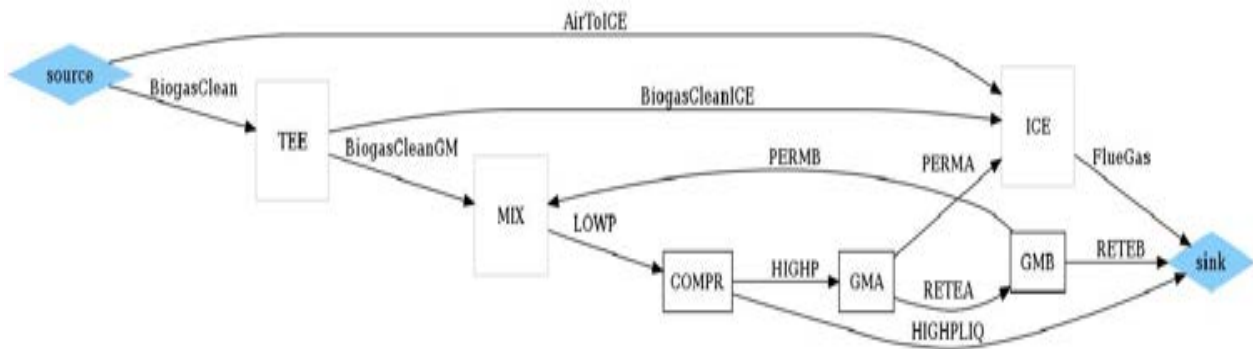 AirToICE
source
BiogasClean
BiogasCleanICE
ICE
TEE
BiogasCleanGM
PERMB
PERMA
FlueGas
MIX
LOWP
COMPR
HIGHP
GMA
RETEA
GMB
RETEB
sink
HIGHPLIQ